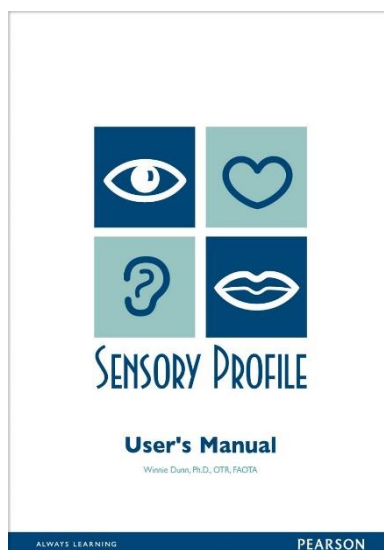 SENSORY PROFILE
User's Manual
Winnie Dunn, Ph.D., OTR, FAOTA
ALWAYS LEARNING
PEARSON